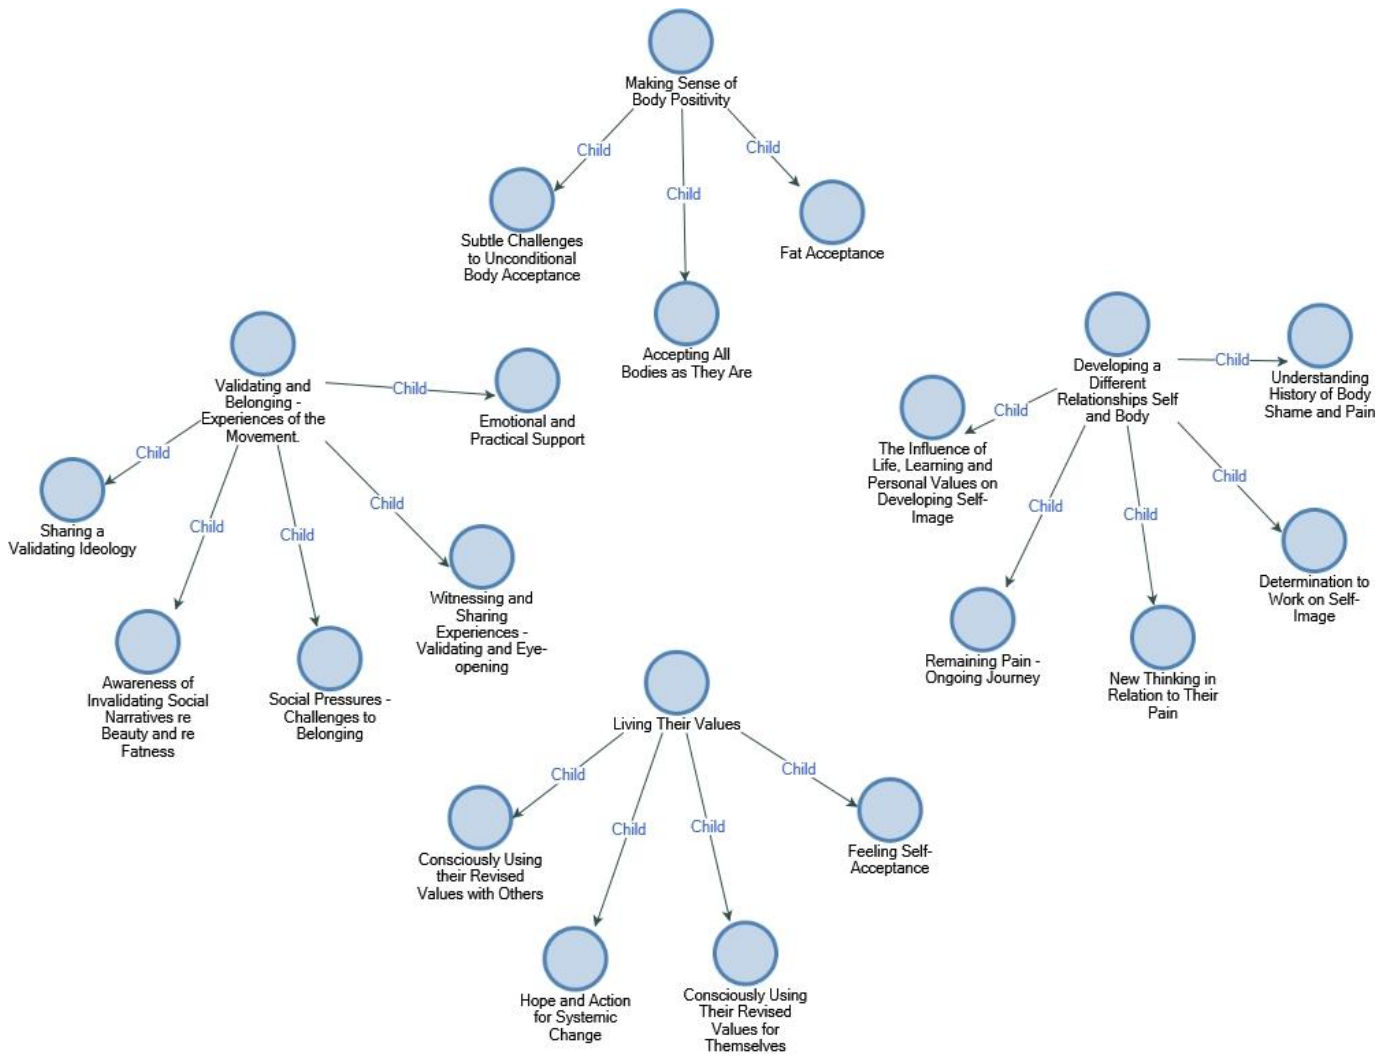 Making Sense of
Body Positivity
Child
Child
Child
Subtle Challenges
to Unconditional
Body Acceptance
Fat Acceptance
Accepting All
Bodies as They Are
Validating and
Belonging -
Experiences of the
Movement.
Child
Emotional and
Practical Support
Child
Sharing a
Validating Ideology
Child
Child
Child
Awareness of
Invalidating Social
Narratives re
Beauty and re
Fatness
Social Pressures -
Challenges to
Belonging
Witnessing and
Sharing
Experiences -
Validating and Eye-
opening
Developing a
Different
Relationships Self
and Body
Child
Understanding
History of Body
Shame and Pain
Child
The Influence of
Life, Learning and
Personal Values on
Developing Self-
Image
Child
Child
Child
Remaining Pain -
Ongoing Journey
New Thinking in
Relation to Their
Pain
Determination to
Work on Self-
Image
Living Their Values
Child
Child
Child
Child
Consciously Using
their Revised
Values with Others
Hope and Action
for Systemic
Change
Consciously Using
Their Revised
Values for
Themselves
Feeling Self-
Acceptance